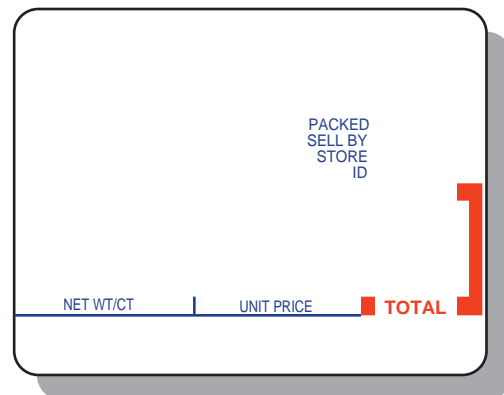 PACKED
SELL BY
STORE
ID
NET WT/CT UNIT PRICE TOTAL